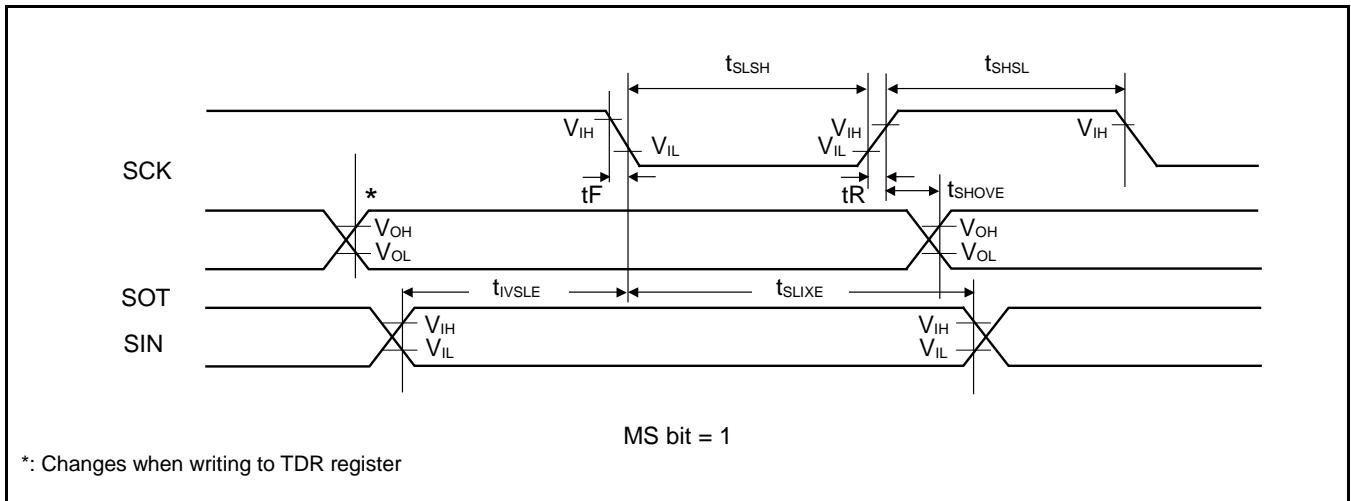 tSLSH
tSHSL
VIH
VIL
VIH
VIL
VIH
SCK
tF
tR
tSHOVE
*
VOH
VOL
VOH
VOL
SOT
tIVSLE
tSLIXE
SIN
VIH
VIL
VIH
VIL
MS bit = 1
*: Changes when writing to TDR register